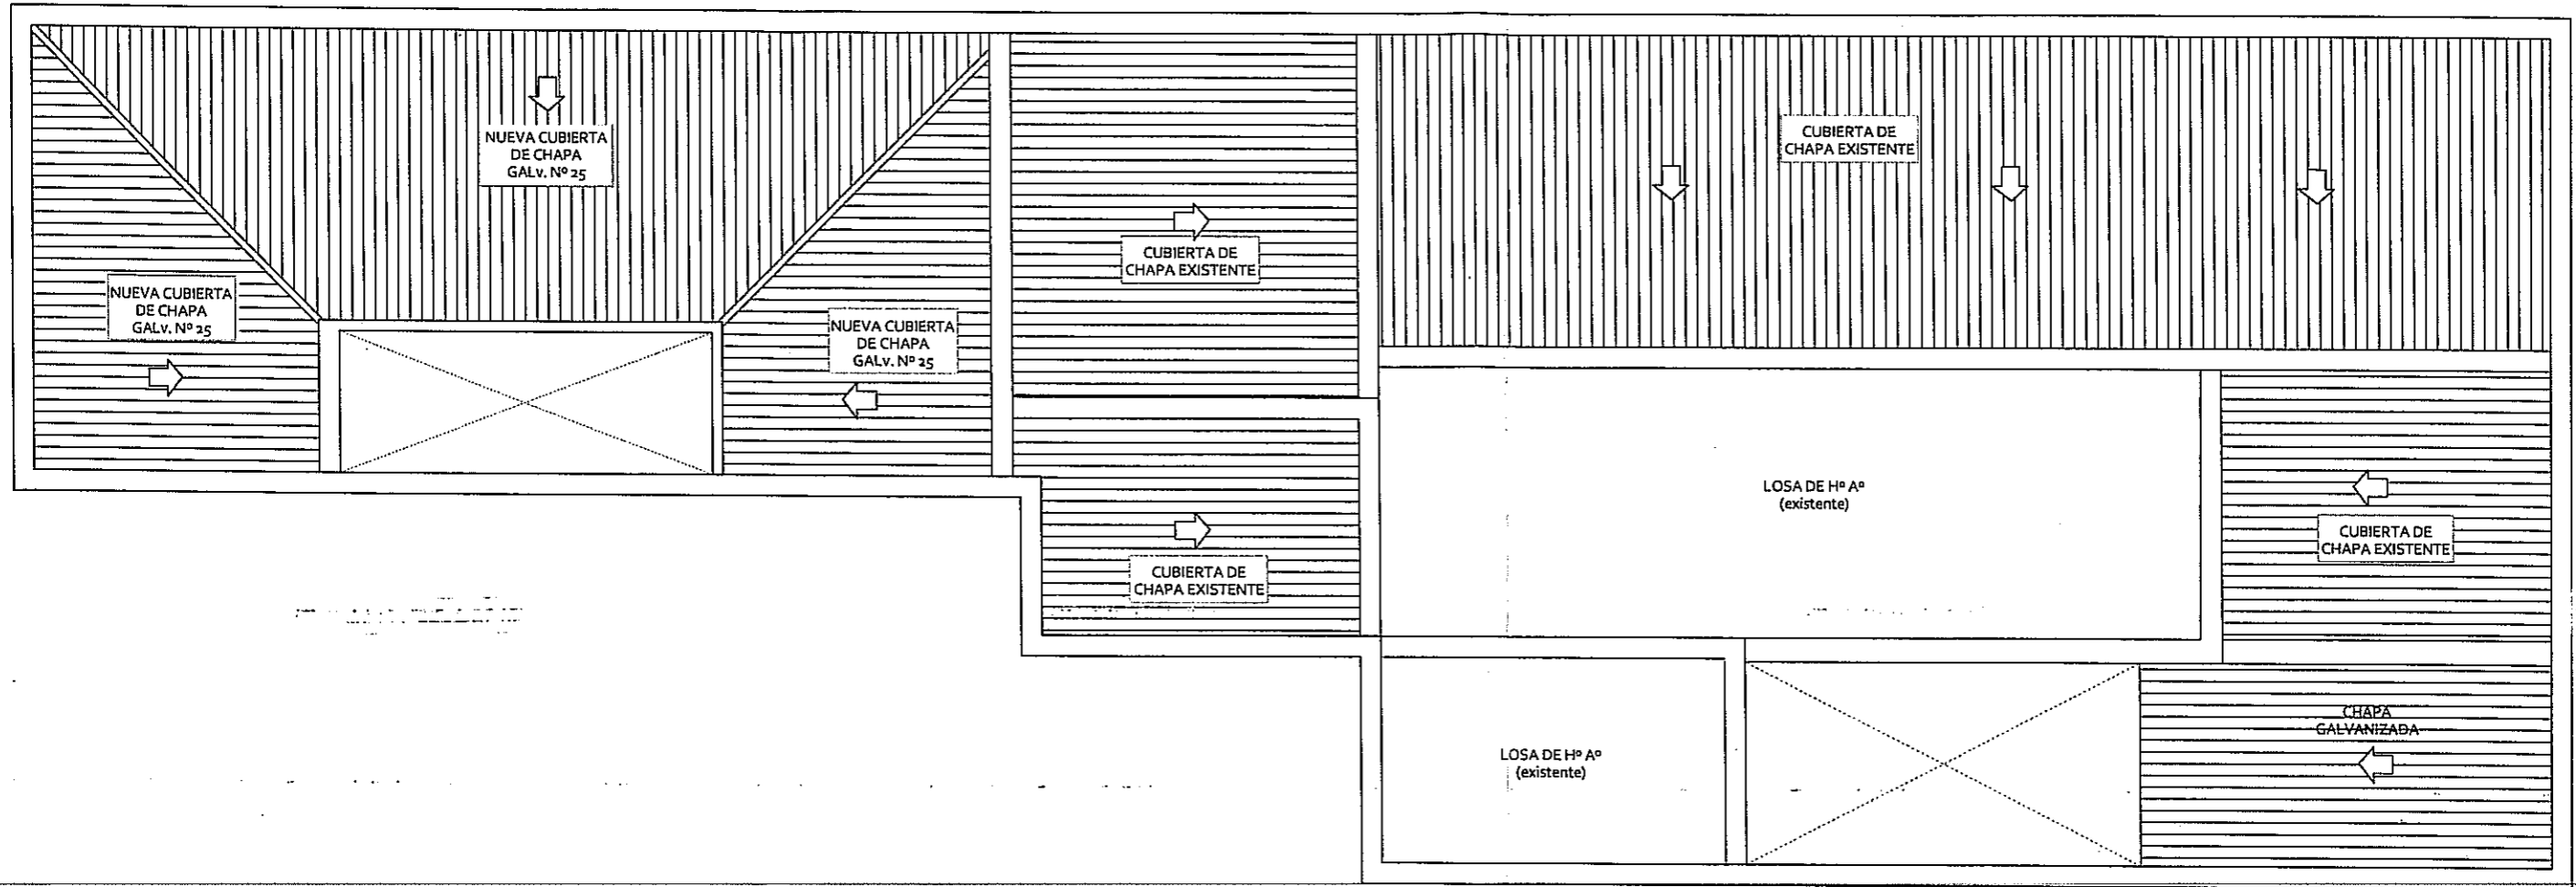 NUEVA CUBIERTA
DE CHAPA
GALv. Nº 25
CUBIERTA DE
CHAPA EXISTENTE
CUBIERTA DE
CHAPA EXISTENTE
NUEVA CUBIERTA
DE CHAPA
GALv. Nº 25
NUEVA CUBIERTA
DE CHAPA
GALv. Nº 25
LOSA DE Hº Aº
(existente)
CUBIERTA DE
CHAPA EXISTENTE
CUBIERTA DE
CHAPA EXISTENTE
CHAPA
GALVANIZADA
LOSA DE Hº Aº
(existente)